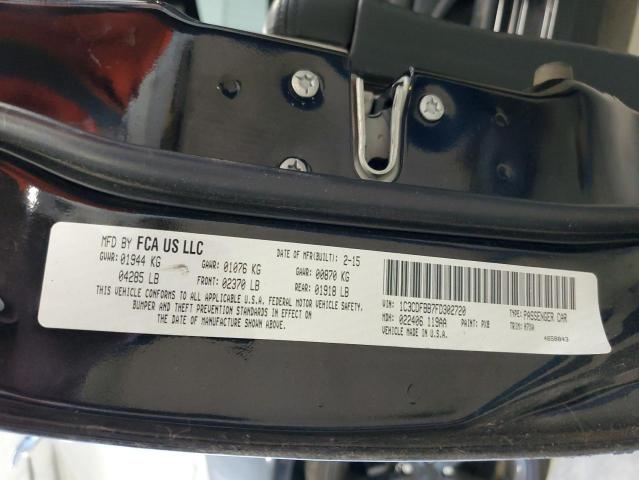 MFD BY FCA US LLC
DATE OF MFR(BUILT): 2-15
GVWR: 01944 KG
GAWR: 01076 KG
GAWR: 00870 KG
04285 LB
FRONT: 02370 LB
REAR: 01918 LB
THIS VEHICLE CONFORMS TO ALL APPLICABLE U.S.A. FEDERAL MOTOR VEHICLE SAFETY,
BUMPER AND THEFT PREVENTION STANDARDS IN EFFECT ON
THE DATE OF MANUFACTURE SHOWN ABOVE.
VIN: 1C3CDFBB7FD302720
TYPE: PASSENGER CAR
MDH: 022406 119AA
PAINT: PX8
TRIM: H7X9
VEHICLE MADE IN U.S.A.
4658043